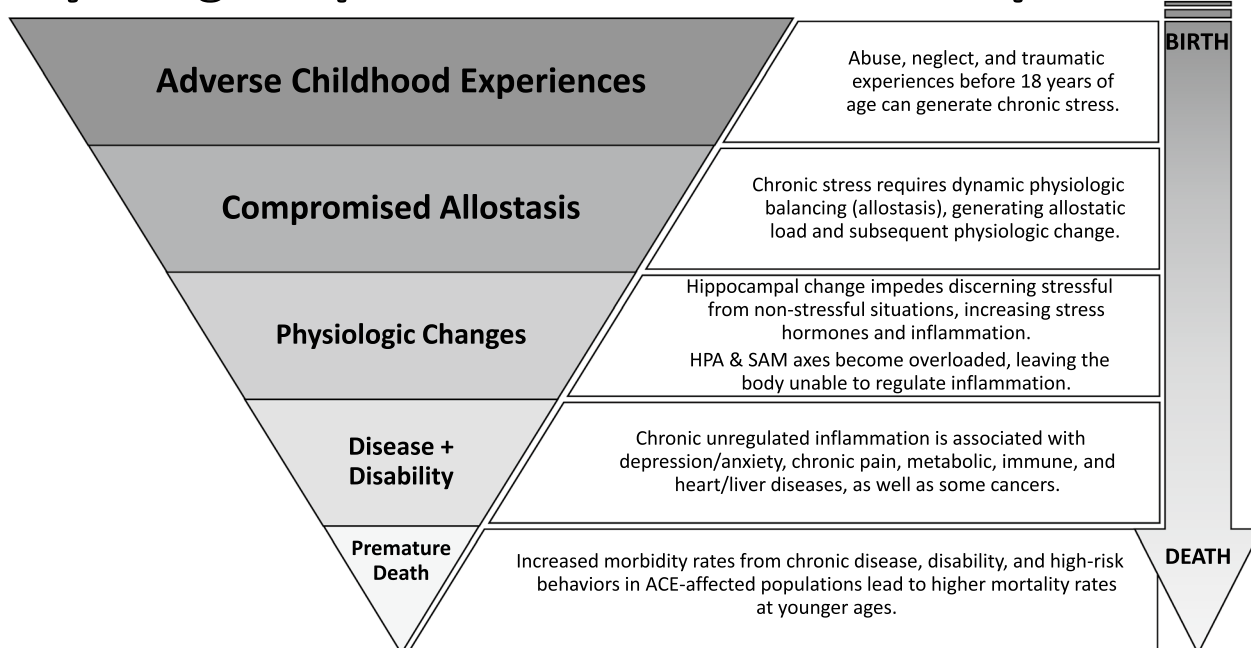 Adverse Childhood Experiences
Abuse, neglect, and traumatic
experiences before 18 years of
age can generate chronic stress.
BIRTH
Compromised Allostasis
Chronic stress requires dynamic physiologic
balancing (allostasis), generating allostatic
load and subsequent physiologic change.
Physiologic Changes
Hippocampal change impedes discerning stressful
from non-stressful situations, increasing stress
hormones and inflammation.
HPA & SAM axes become overloaded, leaving the
body unable to regulate inflammation.
Disease +
Disability
Chronic unregulated inflammation is associated with
depression/anxiety, chronic pain, metabolic, immune, and
heart/liver diseases, as well as some cancers.
Premature
Death
Increased morbidity rates from chronic disease, disability, and high-risk
behaviors in ACE-affected populations lead to higher mortality rates
at younger ages.
DEATH